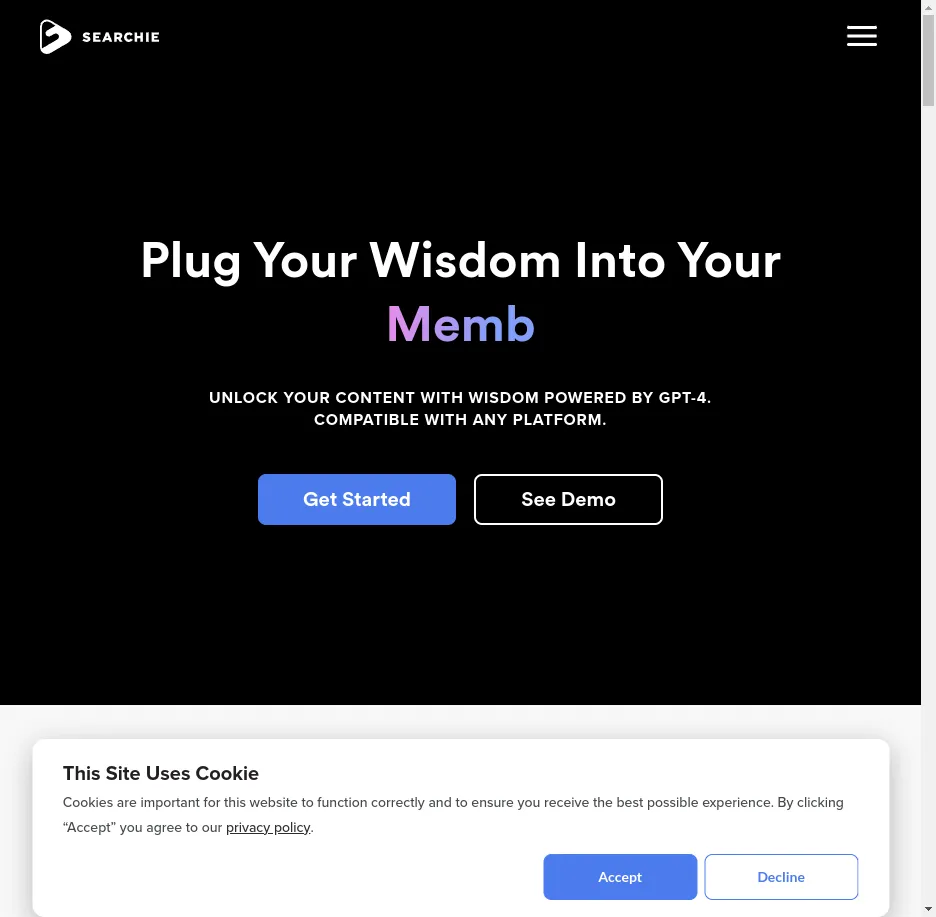 SEARCHIE
Plug Your Wisdom Into Your
Memb
UNLOCK YOUR CONTENT WITH WISDOM POWERED BY GPT-4.
COMPATIBLE WITH ANY PLATFORM.
Get Started
See Demo
This Site Uses Cookie
Cookies are important for this website to function correctly and to ensure you receive the best possible experience. By clicking
“Accept” you agree to our privacy policy.
Accept
Decline